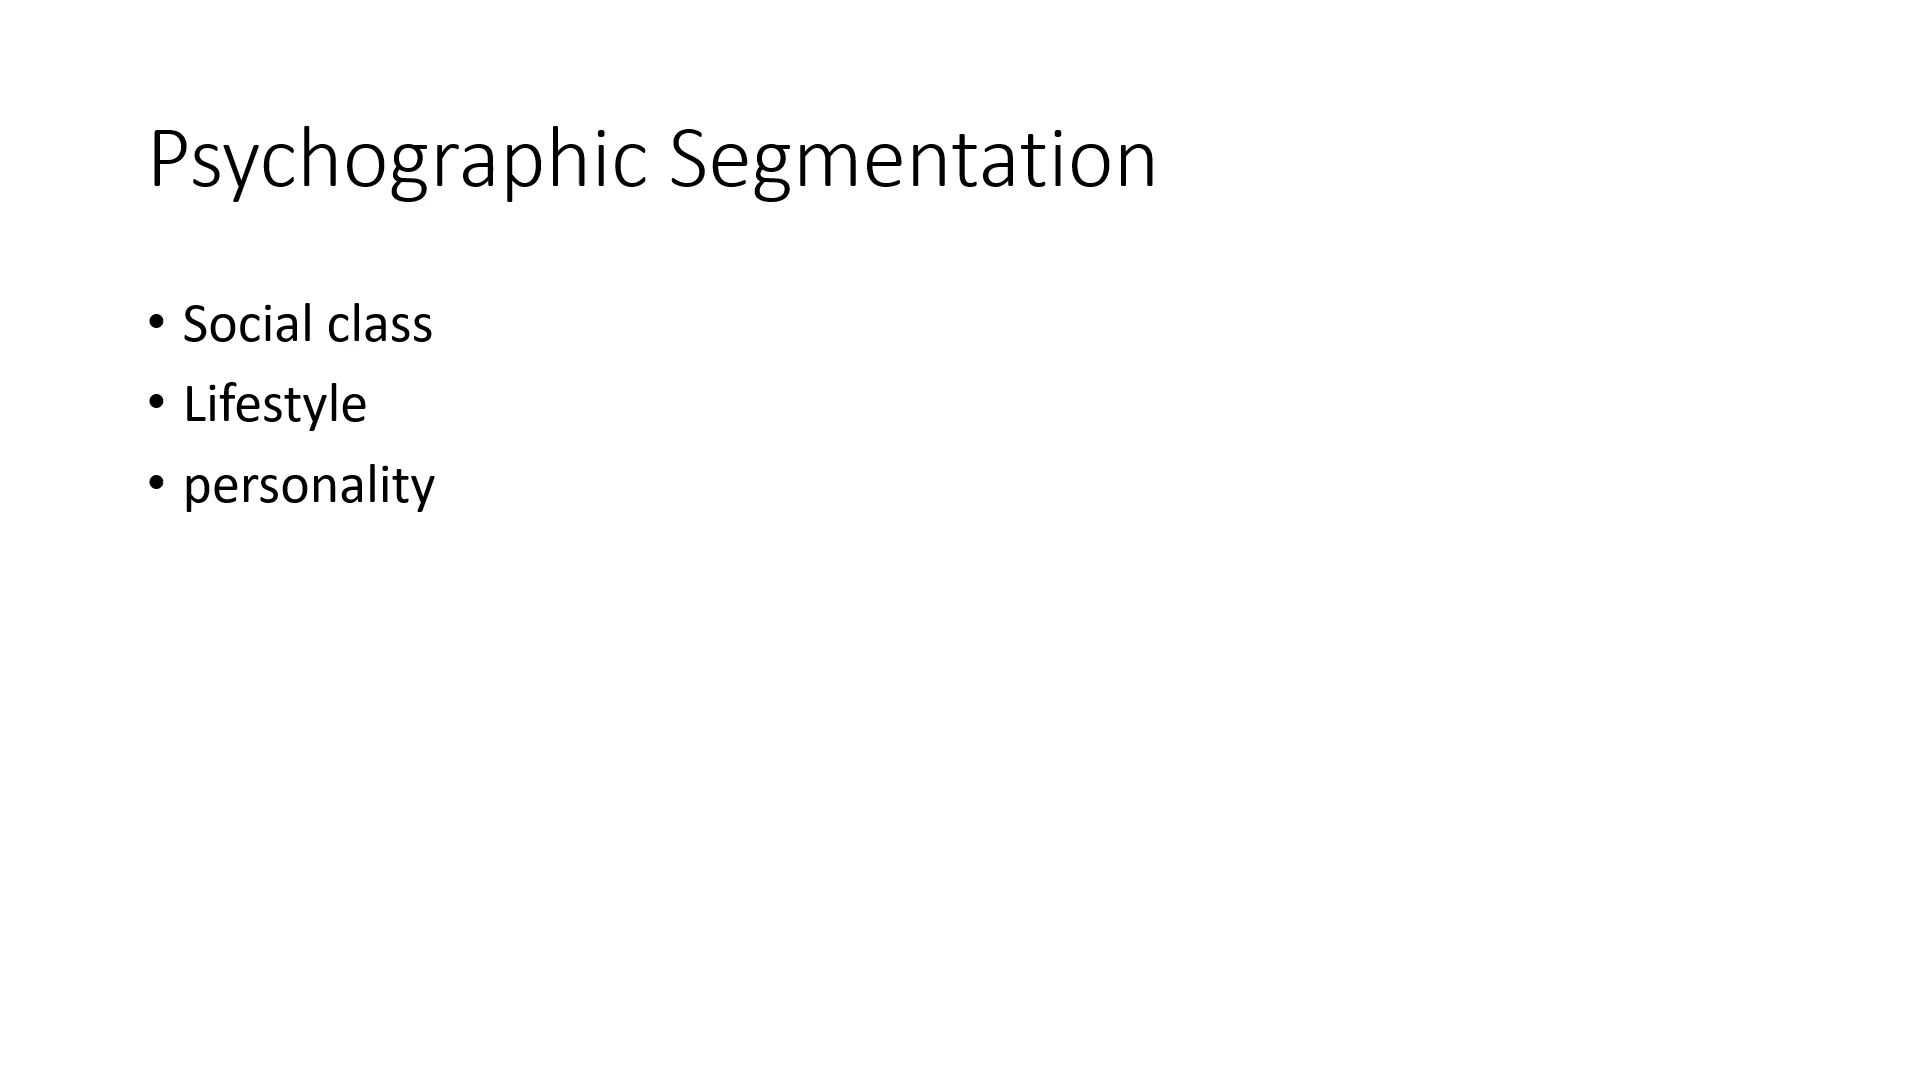 Psychographic Segmentation
• Social class
• Lifestyle
• personality